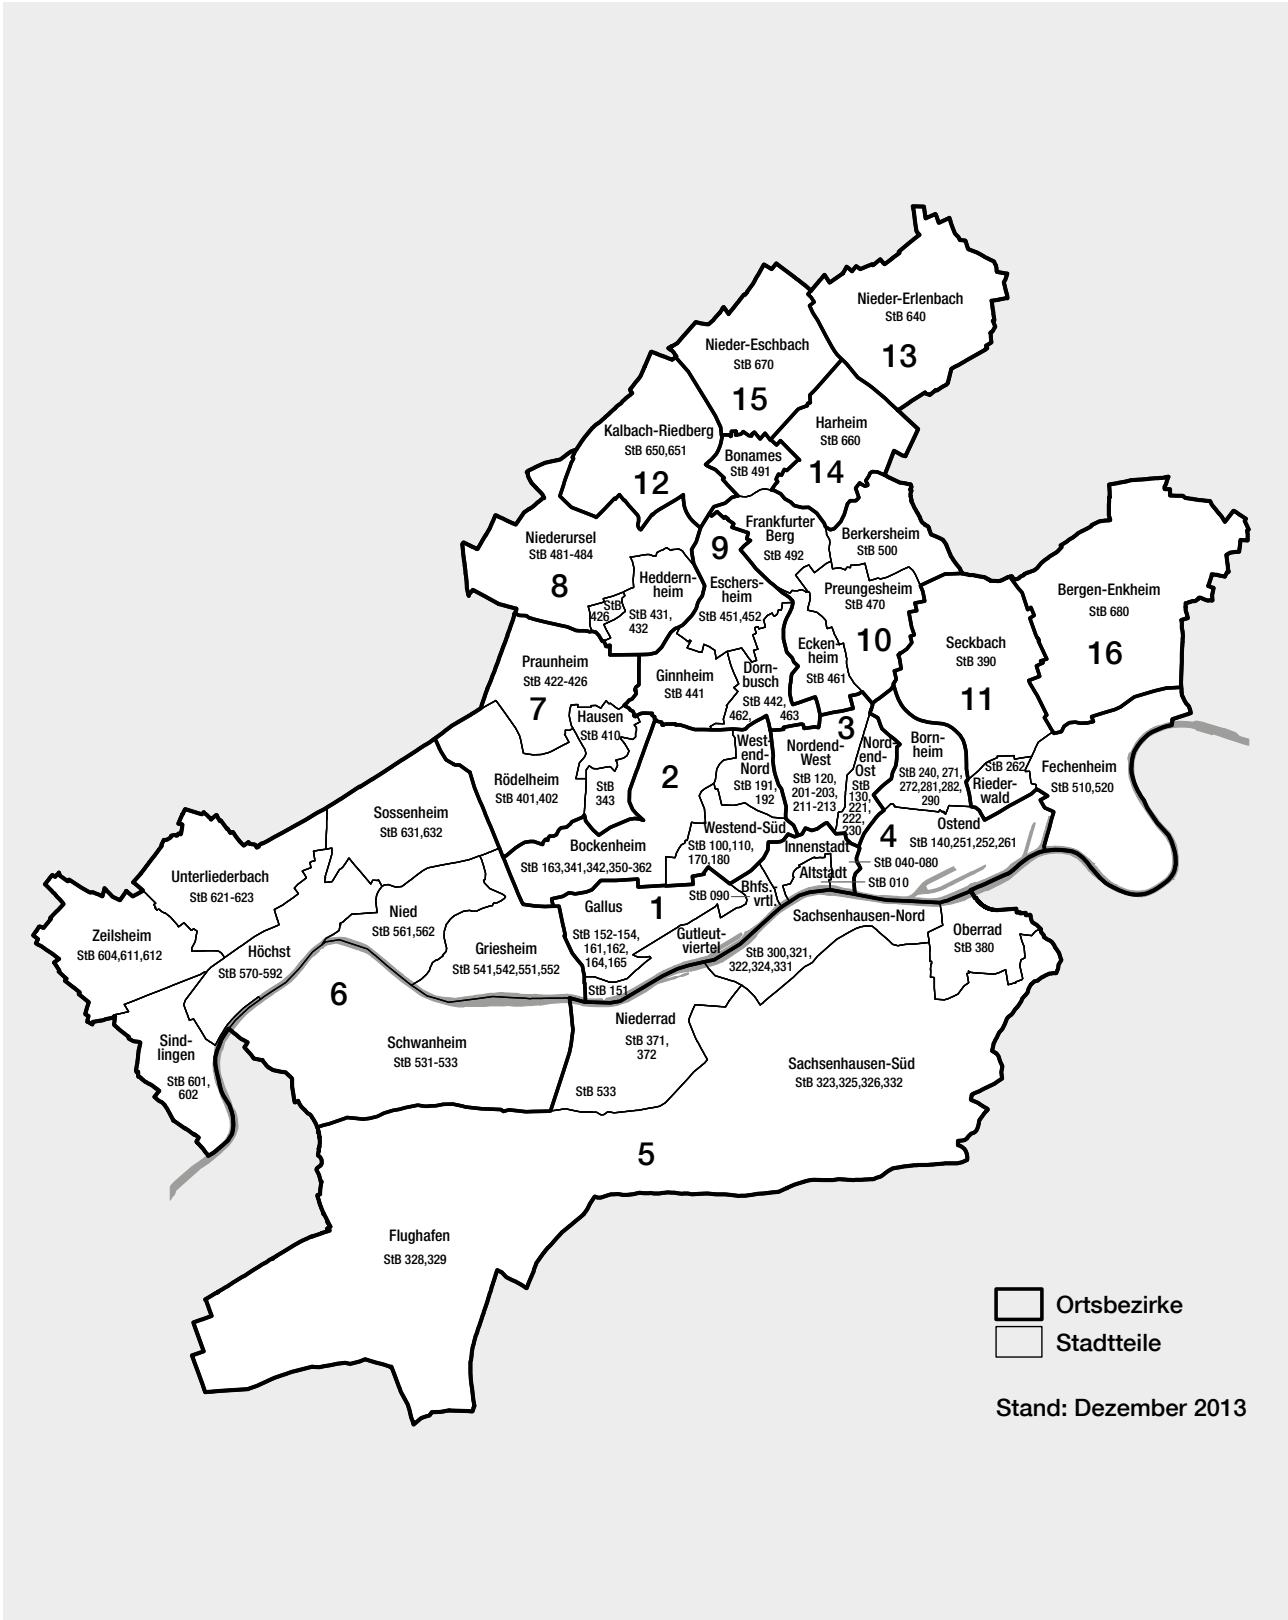 Nieder-Erlenbach
StB 640
13
Nieder-Eschbach
StB 670
15
Harheim
StB 660
14
Kalbach-Riedberg
StB 650,651
12
Bonames
StB 491
Frankfurter
Berg
StB 492
Berkersheim
StB 500
Niederursel
StB 481-484
8
9
Eschers-
heim
StB 451,452
Heddern-
heim
StB 431,
432
StB
426
Preungesheim
StB 470
10
Ecken-
heim
StB 461
Bergen-Enkheim
StB 680
16
Seckbach
StB 390
11
Praunheim
StB 422-426
7
Ginnheim
StB 441
Dorn-
busch
StB 442,
462,
463
Hausen
StB 410
Rödelheim
StB 401,402
StB
343
2
West-
end-
Nord
StB 191,
192
3
Nordend-
West
StB 120,
201-203,
211-213
Nord-
end-
Ost
StB
130,
221,
222,
230
Born-
heim
StB 240, 271,
272,281,282,
290
StB 262
Rieder-
wald
Fechenheim
StB 510,520
Sossenheim
StB 631,632
Westend-Süd
StB 100,110,
170,180
4
Ostend
StB 140,251,252,261
Bockenheim
StB 163,341,342,350-362
Innenstadt
StB 040-080
Altstadt
StB 010
Unterliederbach
StB 621-623
Zeilsheim
StB 604,611,612
Höchst
StB 570-592
Nied
StB 561,562
Griesheim
StB 541,542,551,552
Gallus
1
StB 152-154,
161,162,
164,165
StB 090
Bhfs.-
vrtl.
Gutleut-
viertel
StB 151
Sachsenhausen-Nord
StB 300,321,
322,324,331
Oberrad
StB 380
6
Schwanheim
StB 531-533
Sind-
lingen
StB 601,
602
Niederrad
StB 371,
372
StB 533
Sachsenhausen-Süd
StB 323,325,326,332
5
Flughafen
StB 328,329
Ortsbezirke
Stadtteile
Stand: Dezember 2013